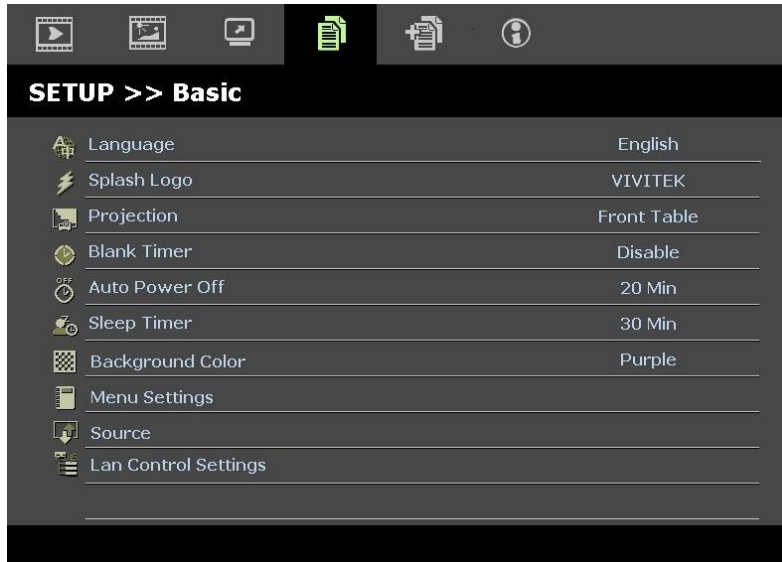 SETUP >> Basic
Language English
Splash Logo VIVITEK
Projection Front Table
Blank Timer Disable
OFF
Auto Power Off 20 Min
Sleep Timer 30 Min
Background Color Purple
Menu Settings
Source
Lan Control Settings